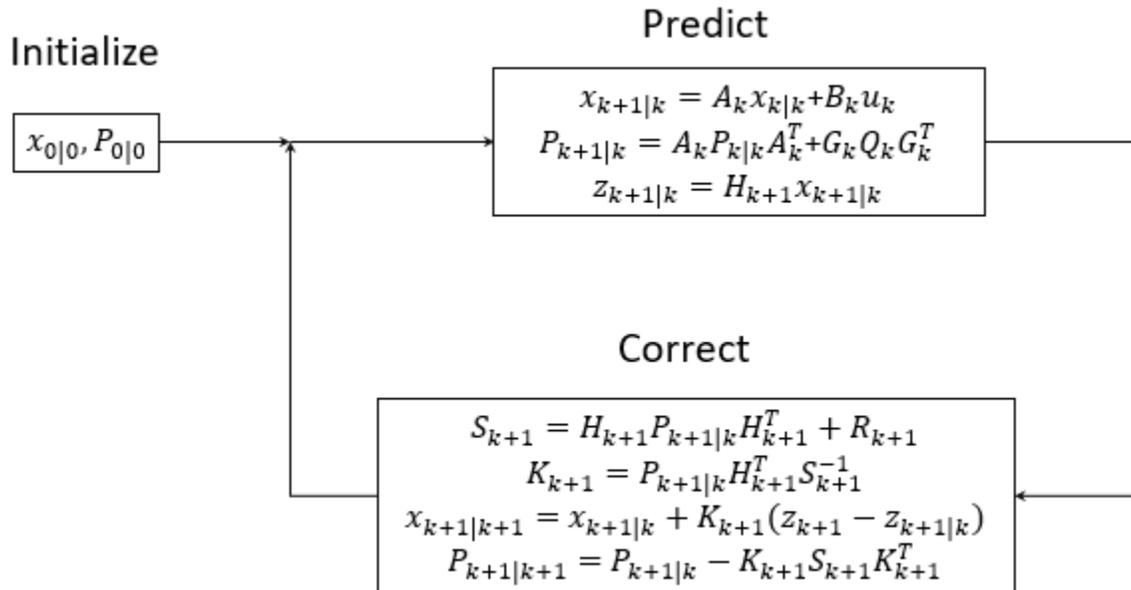 Predict
Initialize
x_{k+1|k} = A_k x_{k|k}+B_k u_k
x_{0|0}, P_{0|0}
P_{k+1|k} = A_k P_{k|k} A_k^T+G_k Q_k G_k^T
z_{k+1|k} = H_{k+1} x_{k+1|k}
Correct
S_{k+1} = H_{k+1} P_{k+1|k} H_{k+1}^T + R_{k+1}
K_{k+1} = P_{k+1|k} H_{k+1}^T S_{k+1}^{-1}
x_{k+1|k+1} = x_{k+1|k} + K_{k+1}(z_{k+1} − z_{k+1|k})
P_{k+1|k+1} = P_{k+1|k} − K_{k+1} S_{k+1} K_{k+1}^T